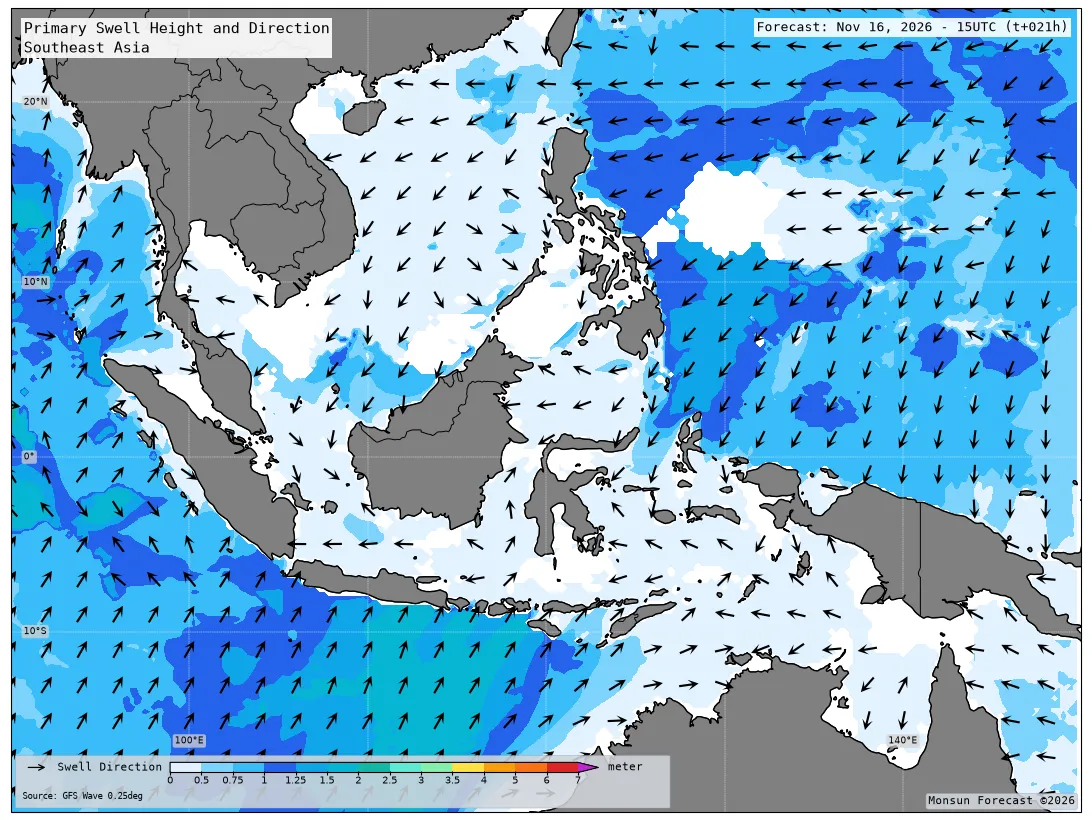 Primary Swell Height and Direction
Southeast Asia
Forecast: Nov 16, 2026 - 15UTC (t+021h)
20°N
10°N
0°
10°S
100°E
140°E
Swell Direction
0 0.5 0.75 1 1.25 1.5 2 2.5 3 3.5 4 5 6 7
meter
Source: GFS Wave 0.25deg
Monsun Forecast ©2026